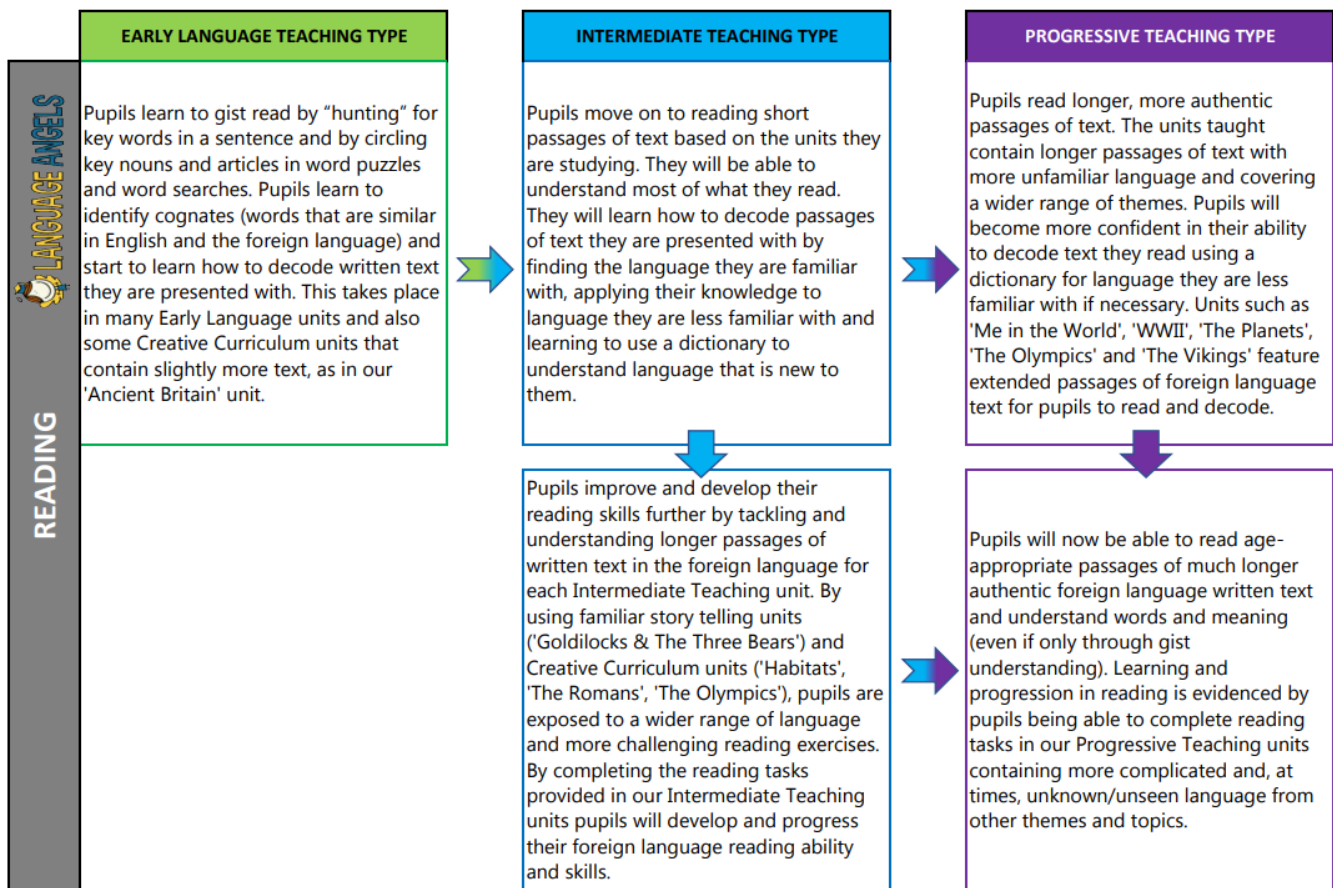 EARLY LANGUAGE TEACHING TYPE
INTERMEDIATE TEACHING TYPE
PROGRESSIVE TEACHING TYPE
LANGUAGE ANGELS
READING
Pupils learn to gist read by “hunting” for
key words in a sentence and by circling
key nouns and articles in word puzzles
and word searches. Pupils learn to
identify cognates (words that are similar
in English and the foreign language) and
start to learn how to decode written text
they are presented with. This takes place
in many Early Language units and also
some Creative Curriculum units that
contain slightly more text, as in our
'Ancient Britain' unit.
Pupils move on to reading short
passages of text based on the units they
are studying. They will be able to
understand most of what they read.
They will learn how to decode passages
of text they are presented with by
finding the language they are familiar
with, applying their knowledge to
language they are less familiar with and
learning to use a dictionary to
understand language that is new to
them.
Pupils read longer, more authentic
passages of text. The units taught
contain longer passages of text with
more unfamiliar language and covering
a wider range of themes. Pupils will
become more confident in their ability
to decode text they read using a
dictionary for language they are less
familiar with if necessary. Units such as
'Me in the World', 'WWII', 'The Planets',
'The Olympics' and 'The Vikings' feature
extended passages of foreign language
text for pupils to read and decode.
Pupils improve and develop their
reading skills further by tackling and
understanding longer passages of
written text in the foreign language for
each Intermediate Teaching unit. By
using familiar story telling units
('Goldilocks & The Three Bears') and
Creative Curriculum units ('Habitats',
'The Romans', 'The Olympics'), pupils are
exposed to a wider range of language
and more challenging reading exercises.
By completing the reading tasks
provided in our Intermediate Teaching
units pupils will develop and progress
their foreign language reading ability
and skills.
Pupils will now be able to read age-
appropriate passages of much longer
authentic foreign language written text
and understand words and meaning
(even if only through gist
understanding). Learning and
progression in reading is evidenced by
pupils being able to complete reading
tasks in our Progressive Teaching units
containing more complicated and, at
times, unknown/unseen language from
other themes and topics.